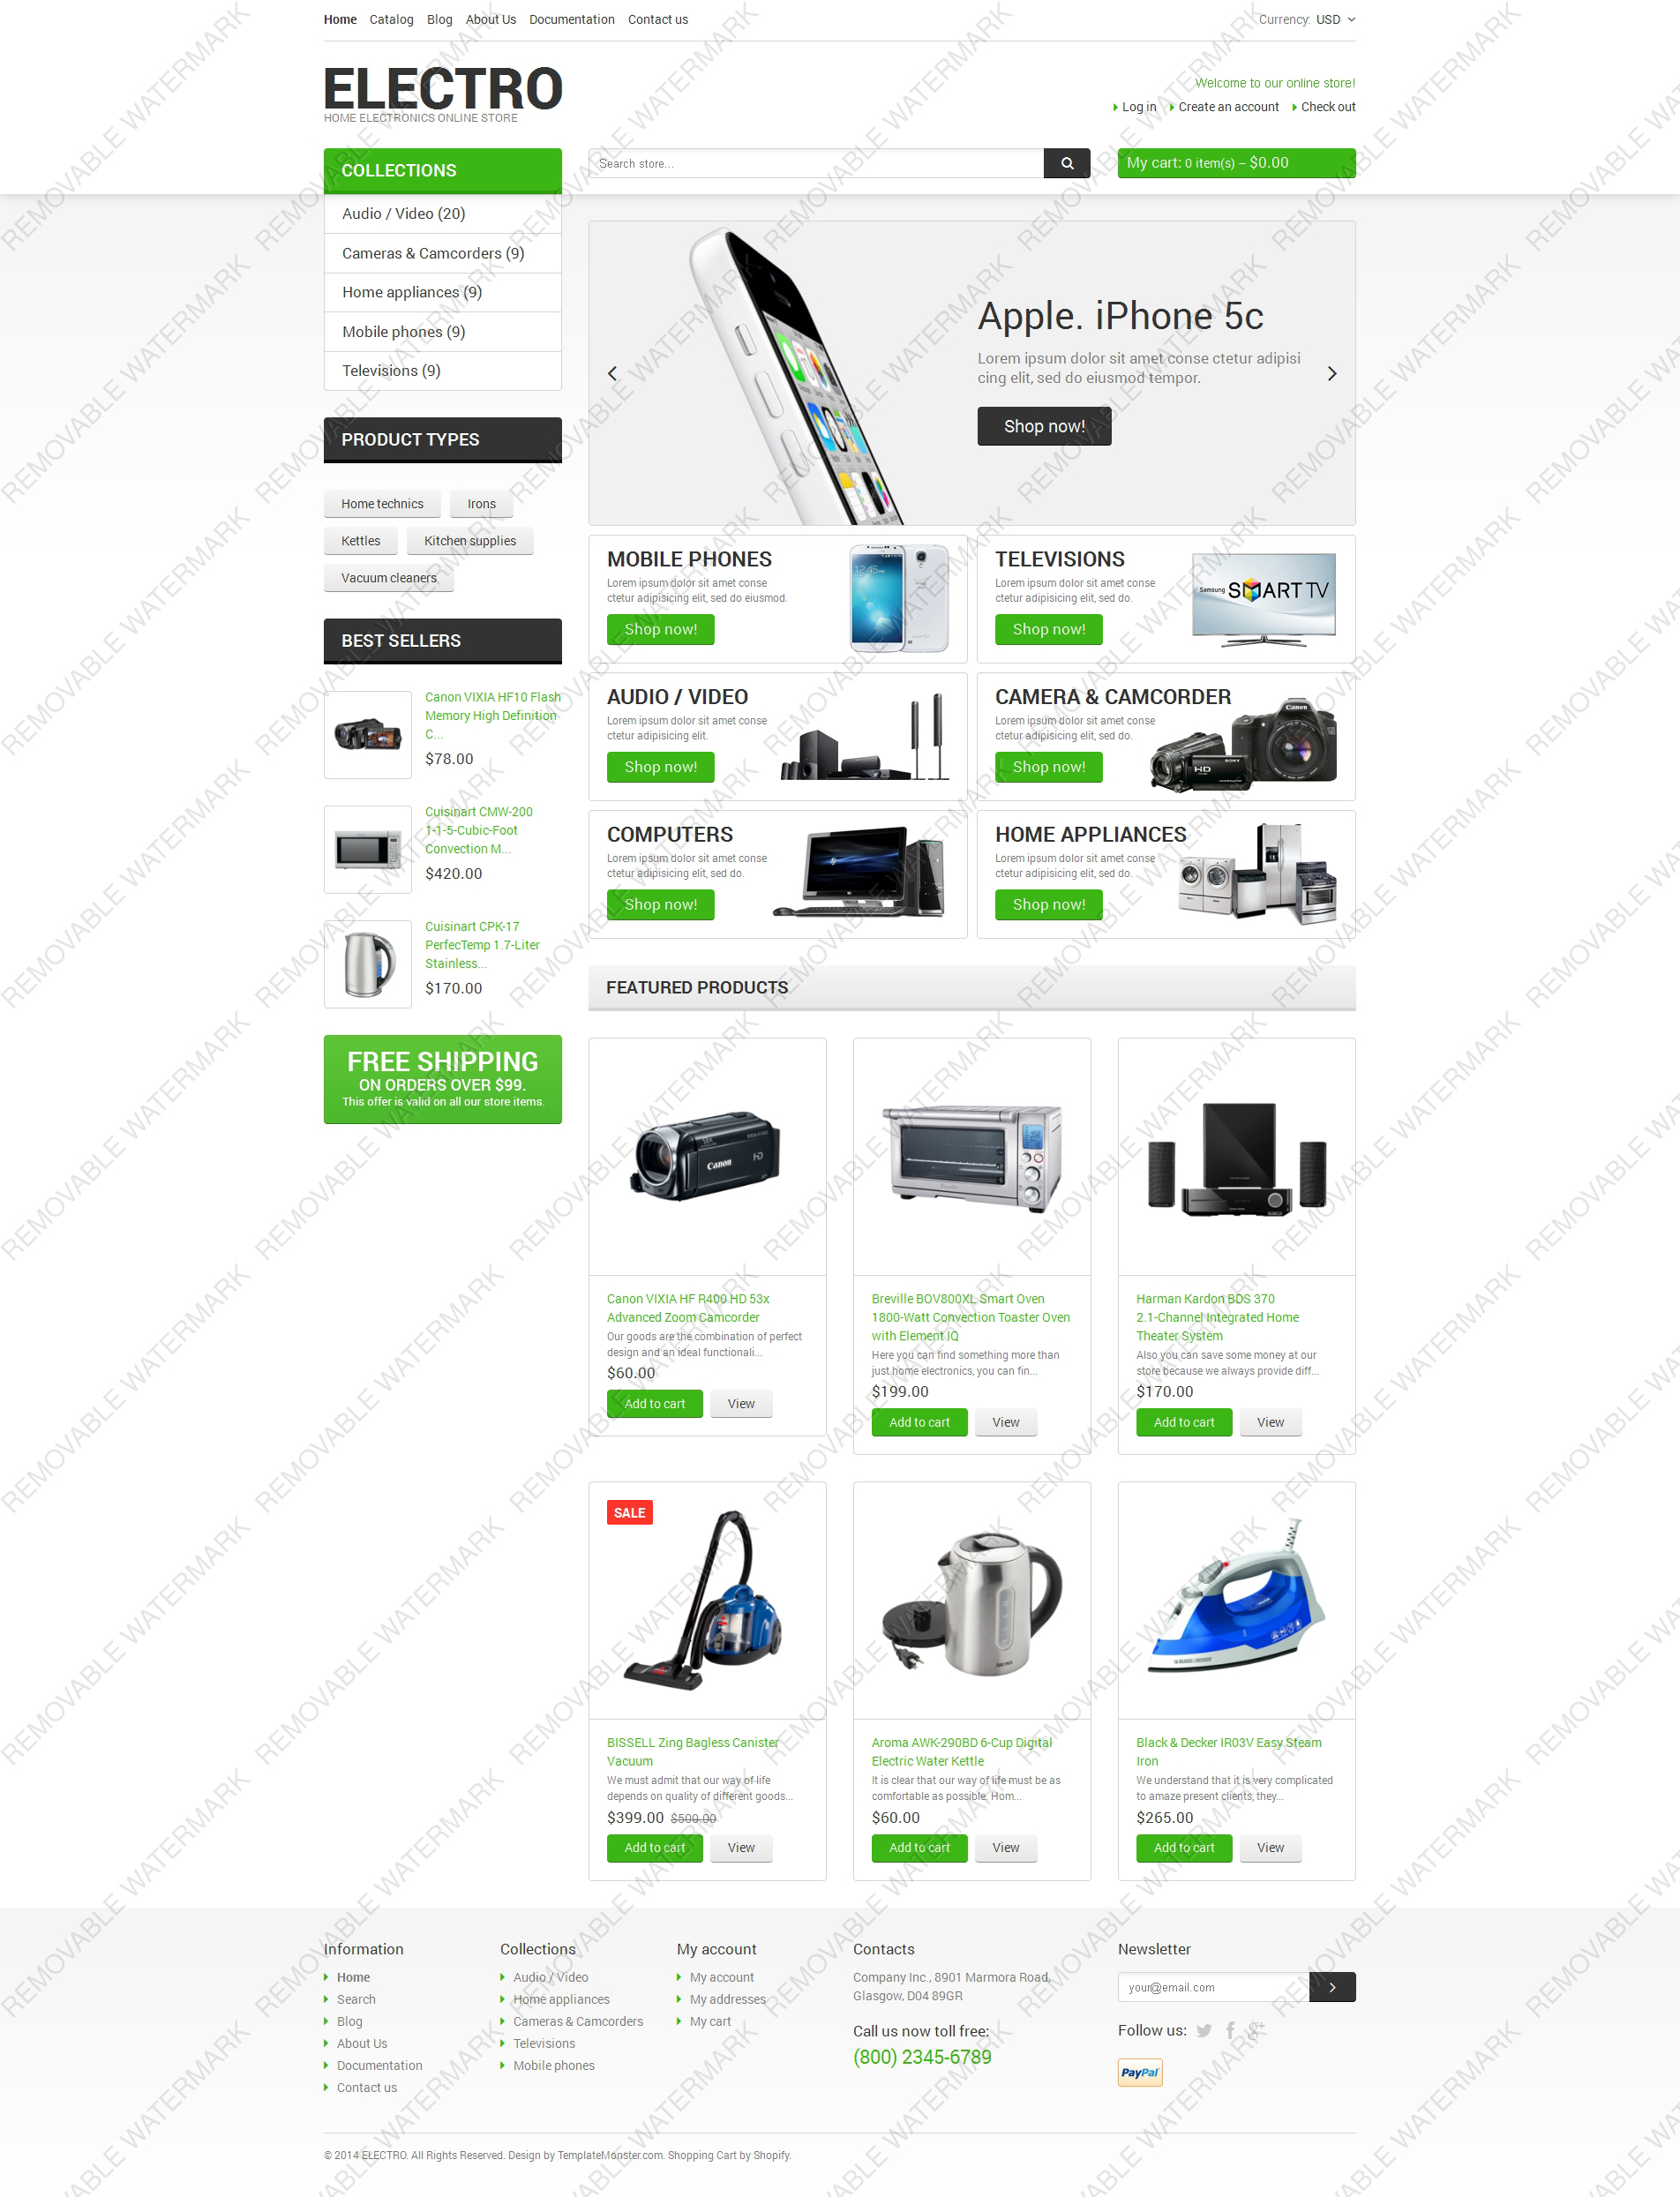 Home Catalog Blog About Us Documentation Contact us
Currency: USD
ELECTRO
HOME ELECTRONICS ONLINE STORE
Welcome to our online store!
Log in Create an account Check out
COLLECTIONS
Search store...
My cart: 0 item(s) – $0.00
Audio / Video (20)
Cameras & Camcorders (9)
Home appliances (9)
Mobile phones (9)
Televisions (9)
PRODUCT TYPES
Home technics Irons
Kettles Kitchen supplies
Vacuum cleaners
BEST SELLERS
Canon VIXIA HF10 Flash
Memory High Definition
C...
$78.00
Cuisinart CMW-200
1-1-5-Cubic-Foot
Convection M...
$420.00
Cuisinart CPK-17
PerfecTemp 1.7-Liter
Stainless...
$170.00
FREE SHIPPING
ON ORDERS OVER $99.
This offer is valid on all our store items.
Apple. iPhone 5c
Lorem ipsum dolor sit amet conse ctetur adipisi
cing elit, sed do eiusmod tempor.
Shop now!
MOBILE PHONES
Lorem ipsum dolor sit amet conse
ctetur adipisicing elit, sed do eiusmod.
Shop now!
12:45
TELEVISIONS
Lorem ipsum dolor sit amet conse
ctetur adipisicing elit, sed do.
Shop now!
Samsung SMART TV
AUDIO / VIDEO
Lorem ipsum dolor sit amet conse
ctetur adipisicing elit.
Shop now!
CAMERA & CAMCORDER
Lorem ipsum dolor sit amet conse
ctetur adipisicing elit, sed do.
Shop now!
Canon
SONY
HD
COMPUTERS
Lorem ipsum dolor sit amet conse
ctetur adipisicing elit, sed do.
Shop now!
HOME APPLIANCES
Lorem ipsum dolor sit amet conse
ctetur adipisicing elit, sed do.
Shop now!
FEATURED PRODUCTS
Canon HD
Canon VIXIA HF R400 HD 53x
Advanced Zoom Camcorder
Our goods are the combination of perfect
design and an ideal functionali...
$60.00
Add to cart View
Breville BOV800XL Smart Oven
1800-Watt Convection Toaster Oven
with Element IQ
Here you can find something more than
just home electronics, you can fin...
$199.00
Add to cart View
Harman Kardon BDS 370
2.1-Channel Integrated Home
Theater System
Also you can save some money at our
store because we always provide diff...
$170.00
Add to cart View
SALE
BISSELL Zing Bagless Canister
Vacuum
We must admit that our way of life
depends on quality of different goods...
$399.00 $500.00
Add to cart View
Aroma AWK-290BD 6-Cup Digital
Electric Water Kettle
It is clear that our way of life must be as
comfortable as possible. Hom...
$60.00
Add to cart View
BLACK & DECKER
Black & Decker IR03V Easy Steam
Iron
We understand that it is very complicated
to amaze present clients, they...
$265.00
Add to cart View
Information
Home
Search
Blog
About Us
Documentation
Contact us
Collections
Audio / Video
Home appliances
Cameras & Camcorders
Televisions
Mobile phones
My account
My account
My addresses
My cart
Contacts
Company Inc., 8901 Marmora Road,
Glasgow, D04 89GR
Call us now toll free:
(800) 2345-6789
Newsletter
your@email.com
Follow us:
PayPal
© 2014 ELECTRO. All Rights Reserved. Design by TemplateMonster.com. Shopping Cart by Shopify.
REMOVABLE WATERMARK